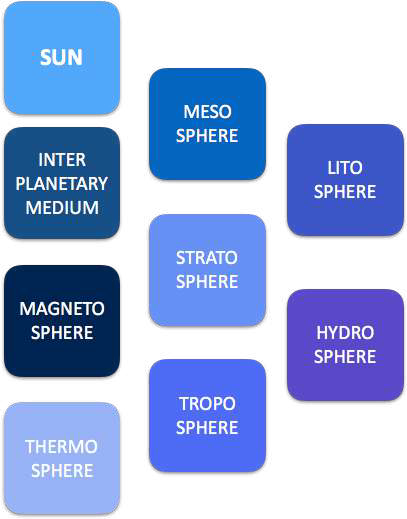 SUN
INTER
PLANETARY
MEDIUM
MAGNETO
SPHERE
THERMO
SPHERE
MESO
SPHERE
STRATO
SPHERE
TROPO
SPHERE
LITO
SPHERE
HYDRO
SPHERE